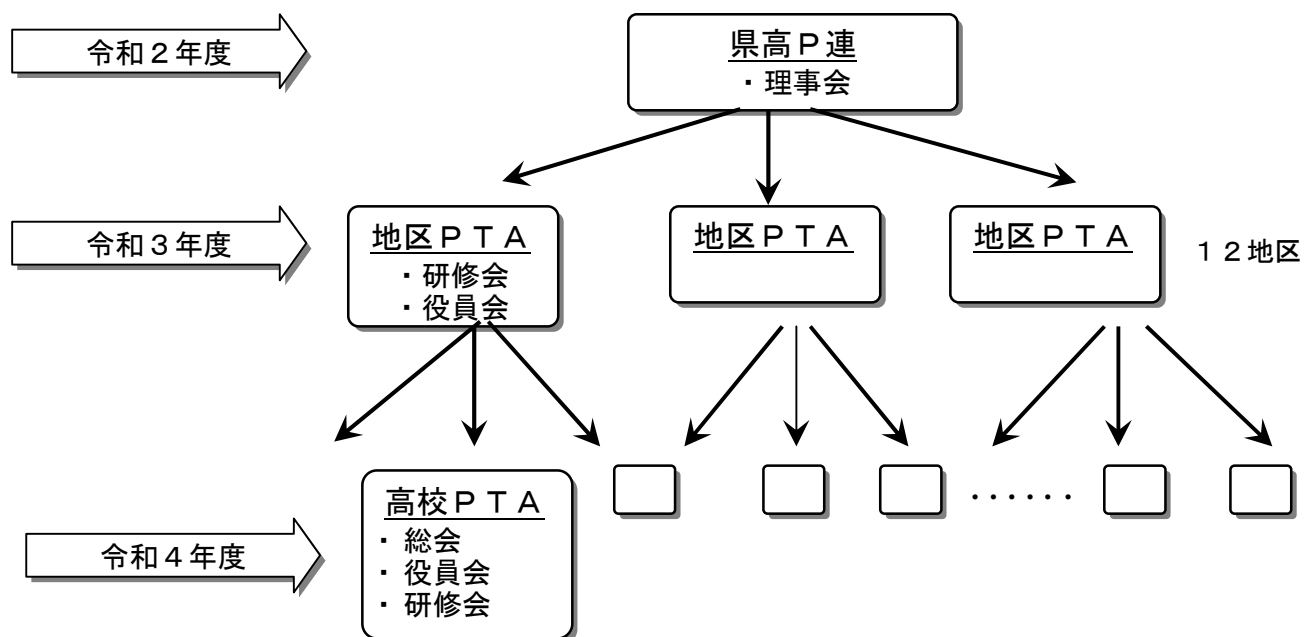 令和２年度
県高Ｐ連
・理事会
令和３年度
地区ＰＴＡ
・研修会
・役員会
地区ＰＴＡ
地区ＰＴＡ
１２地区
令和４年度
高校ＰＴＡ
・総会
・役員会
・研修会
‥‥‥